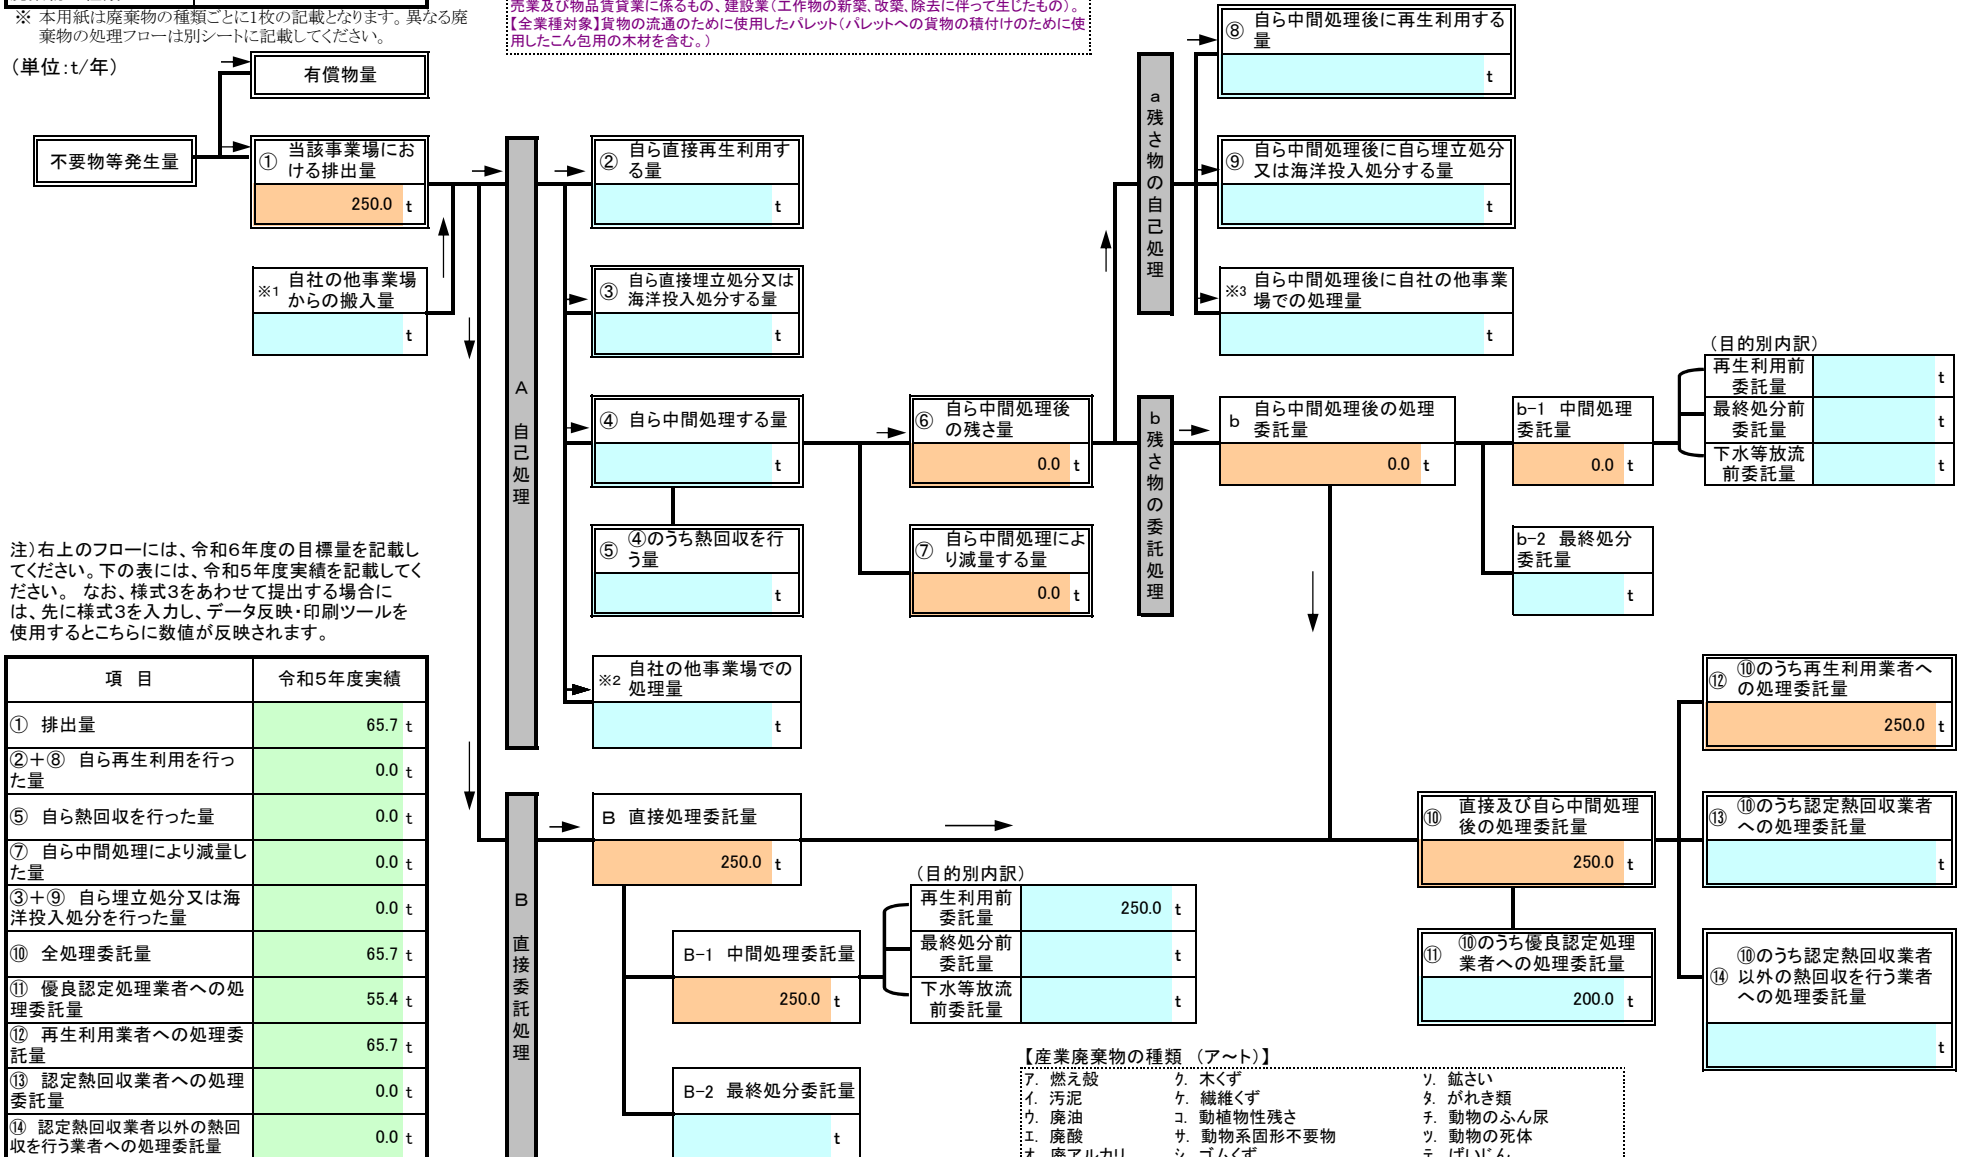 売業及び物品賃貸業に係るもの、建設業（工作物の新築、改築、除去に伴って生じたもの）。
【全業種対象】貨物の流通のために使用したパレット（パレットへの貨物の積付けのために使
用したこん包用の木材を含む。）
※ 本用紙は廃棄物の種類ごとに1枚の記載となります。異なる廃
棄物の処理フローは別シートに記載してください。
（単位：t/年）
有償物量
不要物等発生量
① 当該事業場にお
ける排出量
250.0 t
※1 自社の他事業場
からの搬入量
t
A 自己処理
② 自ら直接再生利用す
る量
t
③ 自ら直接埋立処分又は
海洋投入処分する量
t
④ 自ら中間処理する量
t
⑤ ④のうち熱回収を行
う量
t
※2 自社の他事業場での
処理量
t
⑥ 自ら中間処理後
の残さ量
0.0 t
⑦ 自ら中間処理によ
り減量する量
0.0 t
a 残さ物の自己処理
⑧ 自ら中間処理後に再生利用する
量
t
⑨ 自ら中間処理後に自ら埋立処分
又は海洋投入処分する量
t
※3 自ら中間処理後に自社の他事業
場での処理量
t
b 残さ物の委託処理
b 自ら中間処理後の処理
委託量
0.0 t
b-1 中間処理
委託量
0.0 t
b-2 最終処分
委託量
t
（目的別内訳）
再生利用前
委託量
t
最終処分前
委託量
t
下水等放流
前委託量
t
注）右上のフローには、令和６年度の目標量を記載し
てください。下の表には、令和５年度実績を記載してく
ださい。 なお、様式３をあわせて提出する場合に
は、先に様式３を入力し、データ反映・印刷ツールを
使用するとこちらに数値が反映されます。
項 目 令和５年度実績
① 排出量 65.7 t
②＋⑧ 自ら再生利用を行っ
た量 0.0 t
⑤ 自ら熱回収を行った量 0.0 t
⑦ 自ら中間処理により減量し
た量 0.0 t
③＋⑨ 自ら埋立処分又は海
洋投入処分を行った量 0.0 t
⑩ 全処理委託量 65.7 t
⑪ 優良認定処理業者への処
理委託量 55.4 t
⑫ 再生利用業者への処理委
託量 65.7 t
⑬ 認定熱回収業者への処理
委託量 0.0 t
⑭ 認定熱回収業者以外の熱回
収を行う業者への処理委託量 0.0 t
B 直接委託処理
B 直接処理委託量
250.0 t
B-1 中間処理委託量
250.0 t
B-2 最終処分委託量
t
（目的別内訳）
再生利用前
委託量
250.0 t
最終処分前
委託量
t
下水等放流
前委託量
t
⑩ 直接及び自ら中間処理
後の処理委託量
250.0 t
⑪ ⑩のうち優良認定処理
業者への処理委託量
200.0 t
⑫ ⑩のうち再生利用業者へ
の処理委託量
250.0 t
⑬ ⑩のうち認定熱回収業者
への処理委託量
t
⑭ ⑩のうち認定熱回収業者
以外の熱回収を行う業者
への処理委託量
t
【産業廃棄物の種類 （ア～ト）】
ア. 燃え殻 ク. 木くず ソ. 鉱さい
イ. 汚泥 ケ. 繊維くず タ. がれき類
ウ. 廃油 コ. 動植物性残さ チ. 動物のふん尿
エ. 廃酸 サ. 動物系固形不要物 ツ. 動物の死体
オ. 廃アルカリ シ. ゴムくず テ. ばいじん